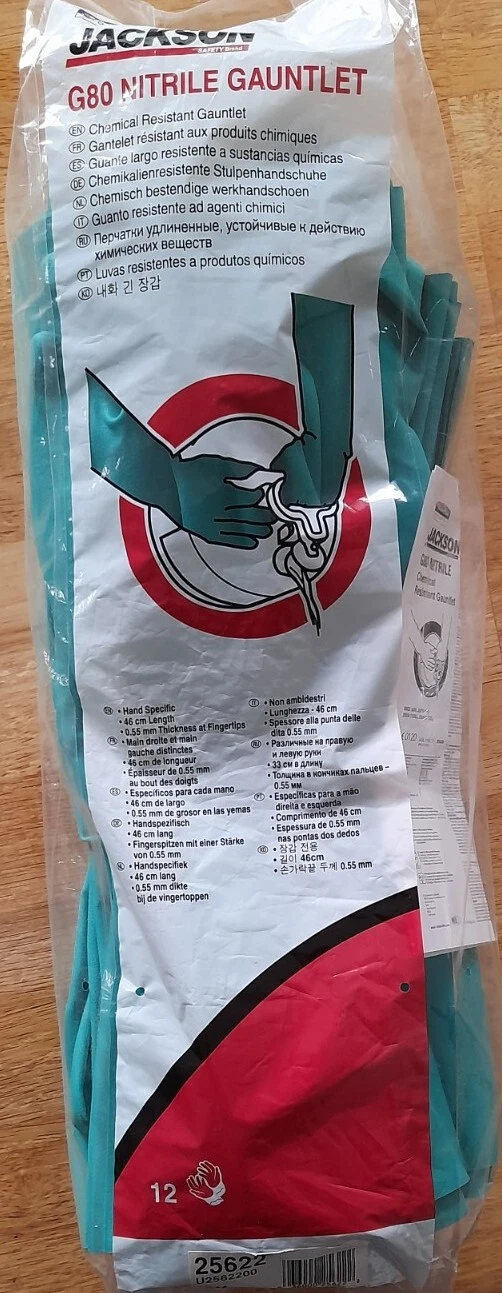 JACKSON
SAFETY Brand
G80 NITRILE GAUNTLET
EN Chemical Resistant Gauntlet
FR Gantelet résistant aux produits chimiques
ES Guante largo resistente a sustancias químicas
DE Chemikalienresistente Stulpenhandschuhe
NL Chemisch bestendige werkhandschoen
IT Guanto resistente ad agenti chimici
RU Перчатки удлиненные, устойчивые к действию
химических веществ
PT Luvas resistentes a produtos químicos
KO 내화 긴 장감
EN • Hand Specific
• 46 cm Length
• 0.55 mm Thickness at Fingertips
FR • Main droite et main
gauche distinctes
• 46 cm de longueur
• Épaisseur de 0.55 mm
au bout des doigts
ES • Específicos para cada mano
• 46 cm de largo
• 0.55 mm de grosor en las yemas
DE • Handspezifisch
• 46 cm lang
• Fingerspitzen mit einer Stärke
von 0.55 mm
NL • Handspecifiek
• 46 cm lang
• 0.55 mm dikte
bij de vingertoppen
IT • Non ambidestri
• Lunghezza - 46 cm
• Spessore alla punta delle
dita 0.55 mm
RU • Различные на правую
и левую руки
• 33 см в длину
• Толщина в кончиках пальцев –
0.55 мм
PT • Específicas para a mão
direita e esquerda
• Comprimento de 46 cm
• Espessura de 0.55 mm
nas pontas dos dedos
KO • 장감 전용
• 길이 46cm
• 손가락끝 두께 0.55 mm
JACKSON
G80 NITRILE
Chemical
Resistant Gauntlet
12
25622
U2562200